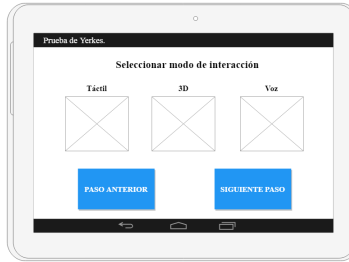 Prueba de Yerkes.
Seleccionar modo de interacción
Táctil 3D Voz
PASO ANTERIOR SIGUIENTE PASO